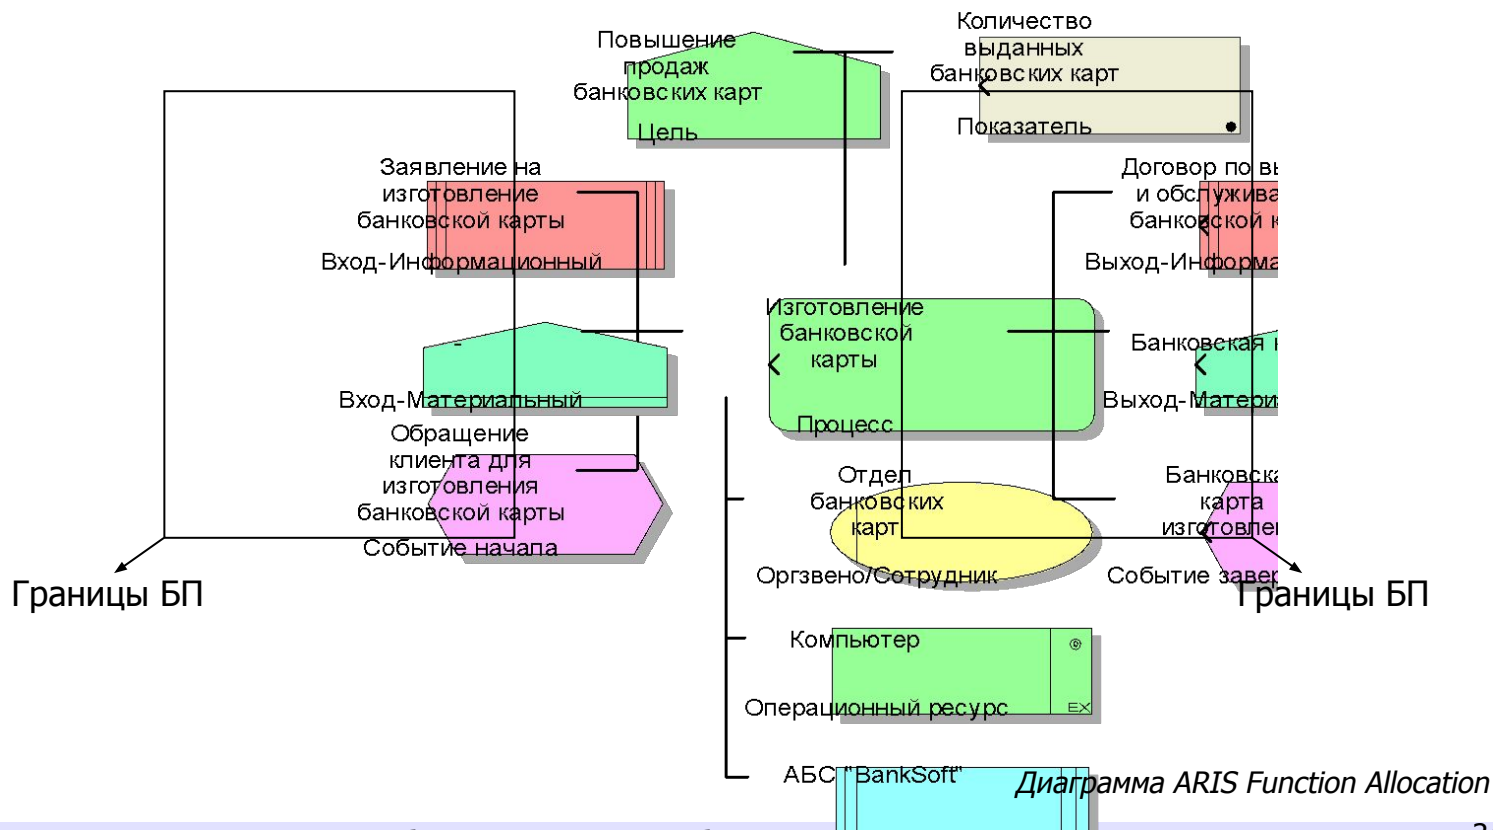 Повышение
продаж
банковских карт
Цель
Количество
выданных
банковских карт
Показатель
Заявление на
изготовление
банковской карты
Вход-Информационный
Договор по вы
и обслужива
банковской к
Выход-Информа
-
Вход-Материальный
Изготовление
банковской
карты
Процесс
Банковская к
Выход-Матери
Обращение
клиента для
изготовления
банковской карты
Событие начала
Отдел
банковских
карт
Оргзвено/Сотрудник
Банковска
карта
изготовлен
Событие завер
Границы БП
Границы БП
Компьютер
Операционный ресурс
EX
АБС "BankSoft"
Диаграмма ARIS Function Allocation